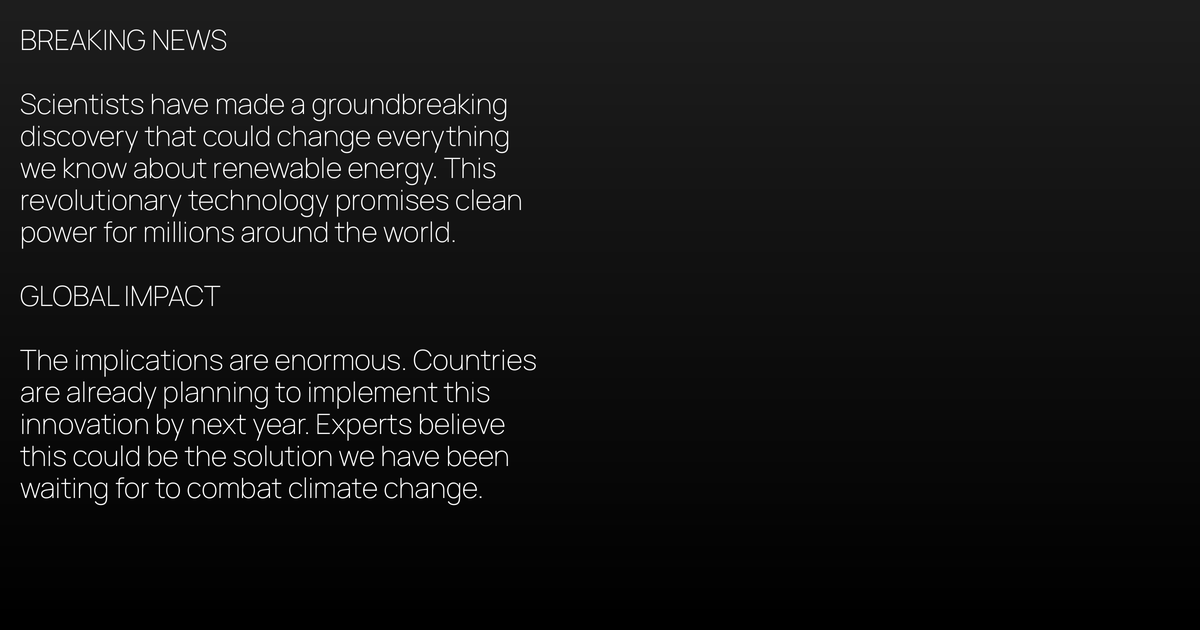 BREAKING NEWS
Scientists have made a groundbreaking
discovery that could change everything
we know about renewable energy. This
revolutionary technology promises clean
power for millions around the world.
GLOBAL IMPACT
The implications are enormous. Countries
are already planning to implement this
innovation by next year. Experts believe
this could be the solution we have been
waiting for to combat climate change.